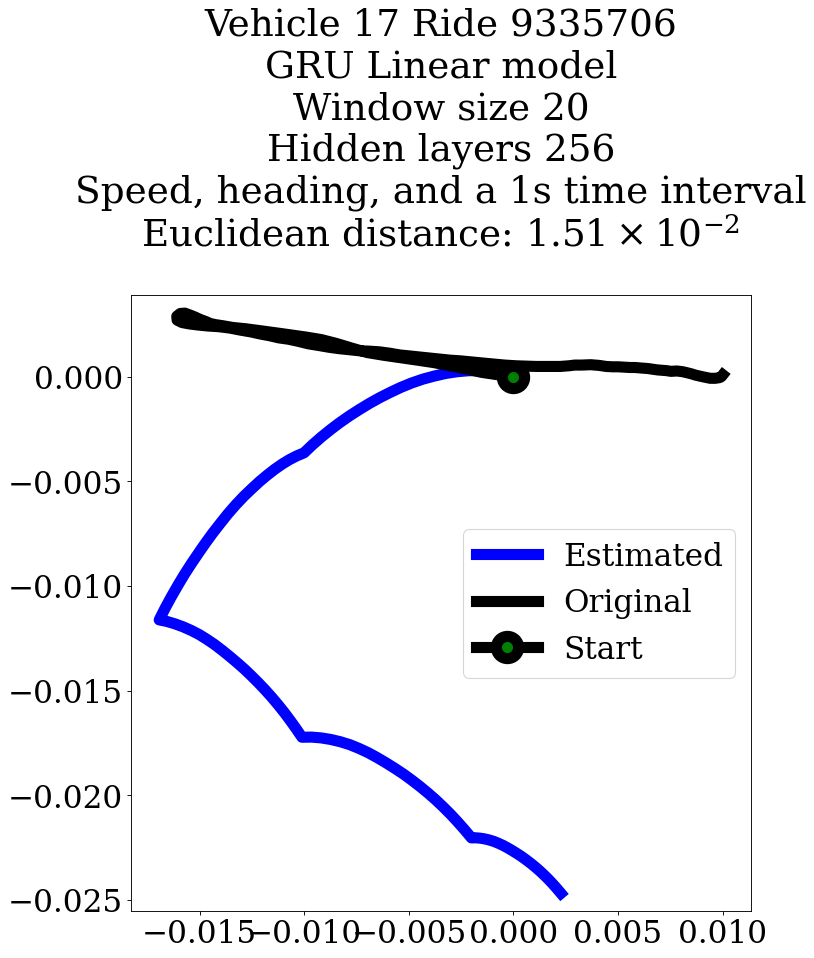 Vehicle 17 Ride 9335706
GRU Linear model
Window size 20
Hidden layers 256
Speed, heading, and a 1s time interval
Euclidean distance: 1.51 × 10⁻²
0.000
−0.005
−0.010
−0.015
−0.020
−0.025
Estimated
Original
Start
−0.015 −0.010 −0.005 0.000 0.005 0.010